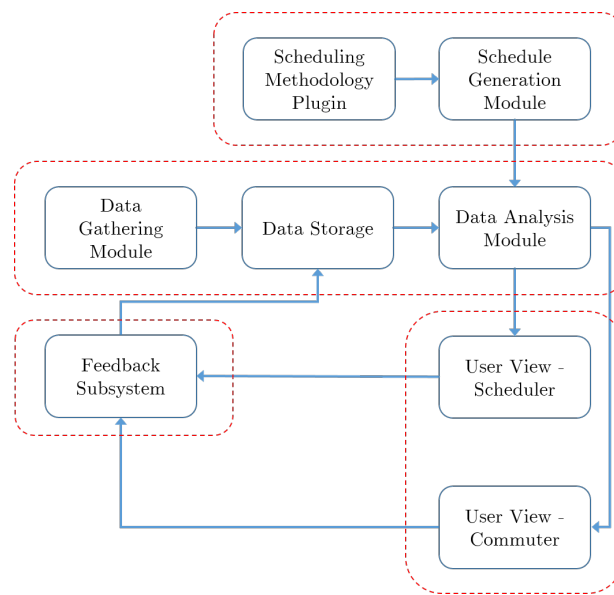 Scheduling
Methodology
Plugin
Schedule
Generation
Module
Data
Gathering
Module
Data Storage
Data Analysis
Module
Feedback
Subsystem
User View -
Scheduler
User View -
Commuter